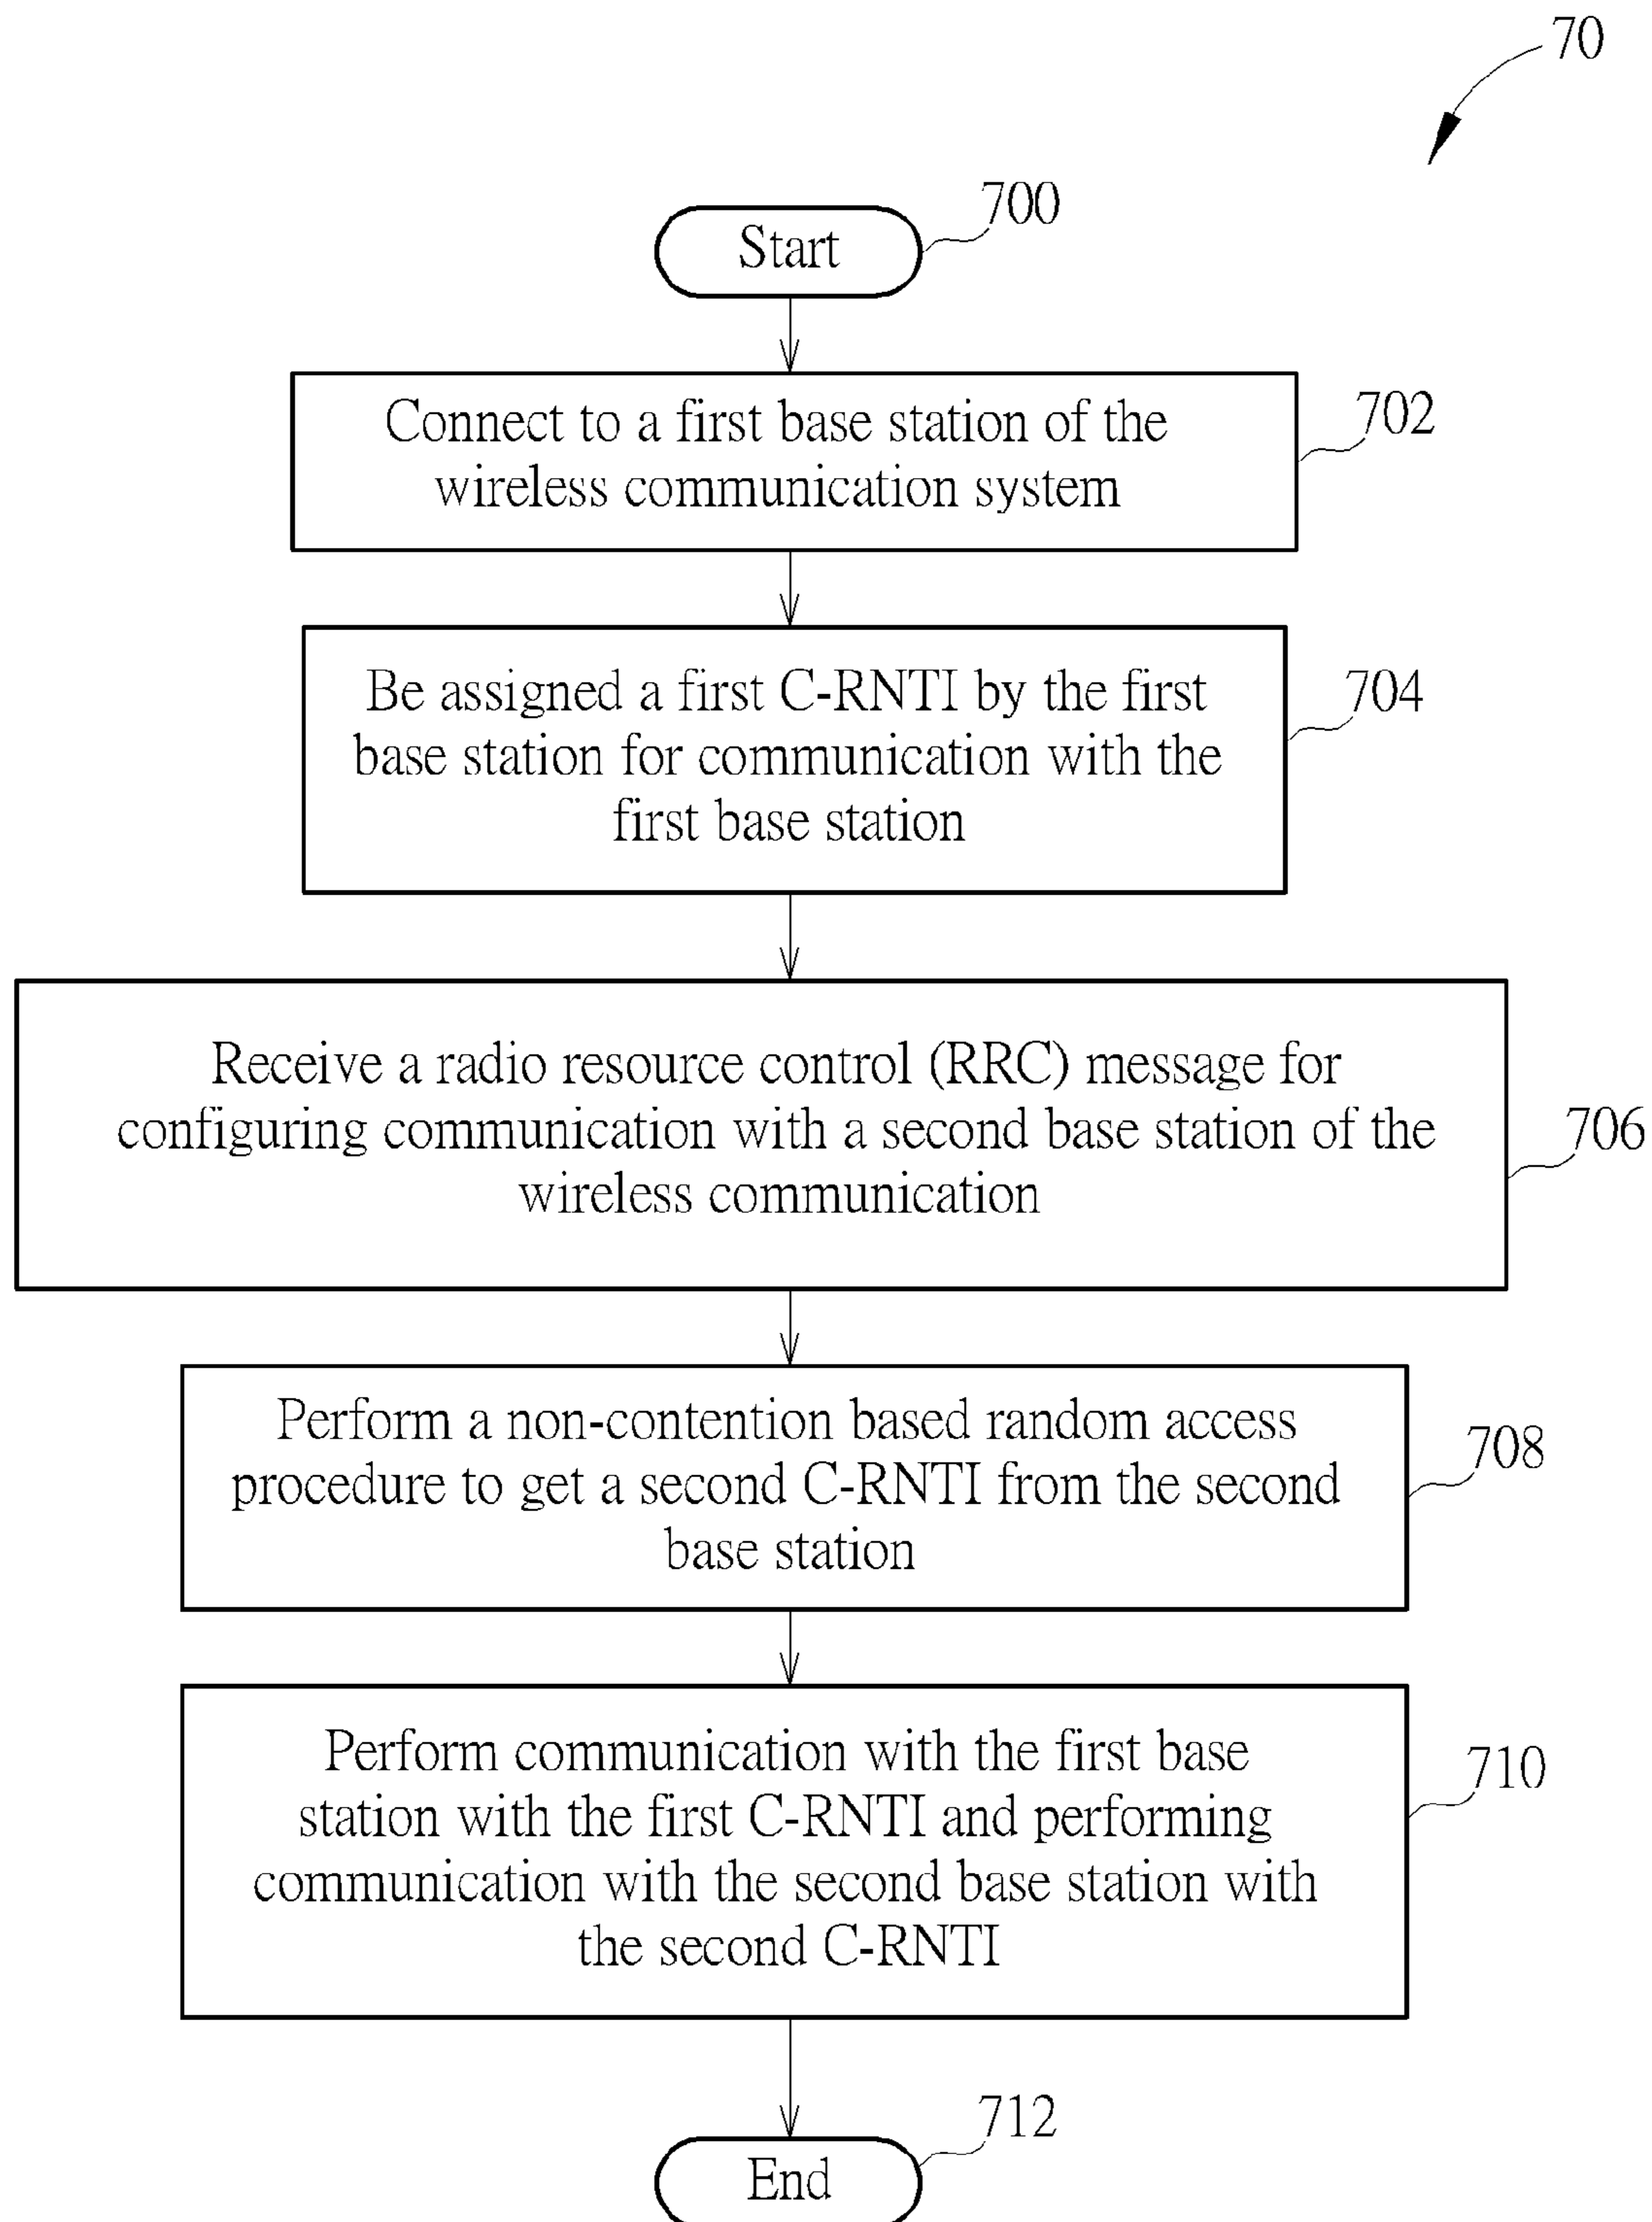 70
700
Start
Connect to a first base station of the
wireless communication system
702
Be assigned a first C-RNTI by the first
base station for communication with the
first base station
704
Receive a radio resource control (RRC) message for
configuring communication with a second base station of the
wireless communication
706
Perform a non-contention based random access
procedure to get a second C-RNTI from the second
base station
708
Perform communication with the first base
station with the first C-RNTI and performing
communication with the second base station with
the second C-RNTI
710
712
End